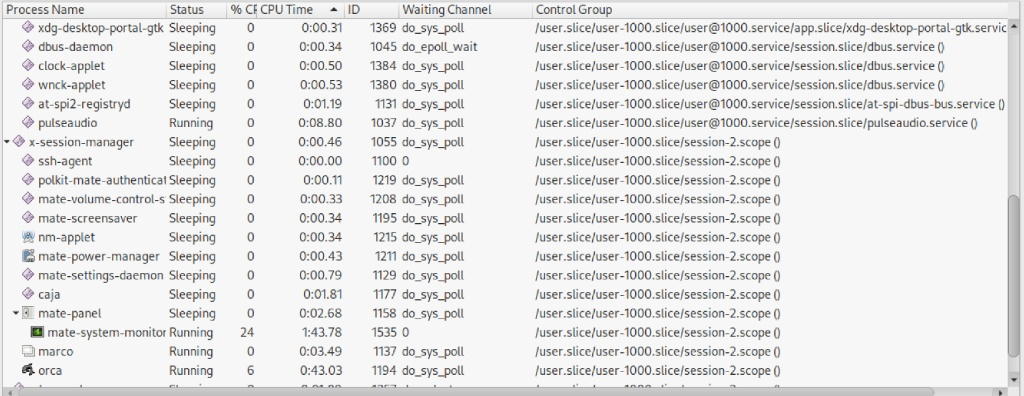 Process Name Status % CP CPU Time ID Waiting Channel Control Group
xdg-desktop-portal-gtk Sleeping 0 0:00.31 1369 do_sys_poll /user.slice/user-1000.slice/user@1000.service/app.slice/xdg-desktop-portal-gtk.servic
dbus-daemon Sleeping 0 0:00.34 1045 do_epoll_wait /user.slice/user-1000.slice/user@1000.service/session.slice/dbus.service ()
clock-applet Sleeping 0 0:00.50 1384 do_sys_poll /user.slice/user-1000.slice/user@1000.service/session.slice/dbus.service ()
wnck-applet Sleeping 0 0:00.53 1380 do_sys_poll /user.slice/user-1000.slice/user@1000.service/session.slice/dbus.service ()
at-spi2-registryd Sleeping 0 0:01.19 1131 do_sys_poll /user.slice/user-1000.slice/user@1000.service/session.slice/at-spi-dbus-bus.service ()
pulseaudio Running 0 0:08.80 1037 do_sys_poll /user.slice/user-1000.slice/user@1000.service/session.slice/pulseaudio.service ()
x-session-manager Sleeping 0 0:00.46 1055 do_sys_poll /user.slice/user-1000.slice/session-2.scope ()
ssh-agent Sleeping 0 0:00.00 1100 0 /user.slice/user-1000.slice/session-2.scope ()
polkit-mate-authenticat Sleeping 0 0:00.11 1219 do_sys_poll /user.slice/user-1000.slice/session-2.scope ()
mate-volume-control-s Sleeping 0 0:00.33 1208 do_sys_poll /user.slice/user-1000.slice/session-2.scope ()
mate-screensaver Sleeping 0 0:00.34 1195 do_sys_poll /user.slice/user-1000.slice/session-2.scope ()
nm-applet Sleeping 0 0:00.34 1215 do_sys_poll /user.slice/user-1000.slice/session-2.scope ()
mate-power-manager Sleeping 0 0:00.43 1211 do_sys_poll /user.slice/user-1000.slice/session-2.scope ()
mate-settings-daemon Sleeping 0 0:00.79 1129 do_sys_poll /user.slice/user-1000.slice/session-2.scope ()
caja Sleeping 0 0:01.81 1177 do_sys_poll /user.slice/user-1000.slice/session-2.scope ()
mate-panel Sleeping 0 0:02.68 1158 do_sys_poll /user.slice/user-1000.slice/session-2.scope ()
mate-system-monitor Running 24 1:43.78 1535 0 /user.slice/user-1000.slice/session-2.scope ()
marco Running 0 0:03.49 1137 do_sys_poll /user.slice/user-1000.slice/session-2.scope ()
orca Running 6 0:43.03 1194 do_sys_poll /user.slice/user-1000.slice/session-2.scope ()